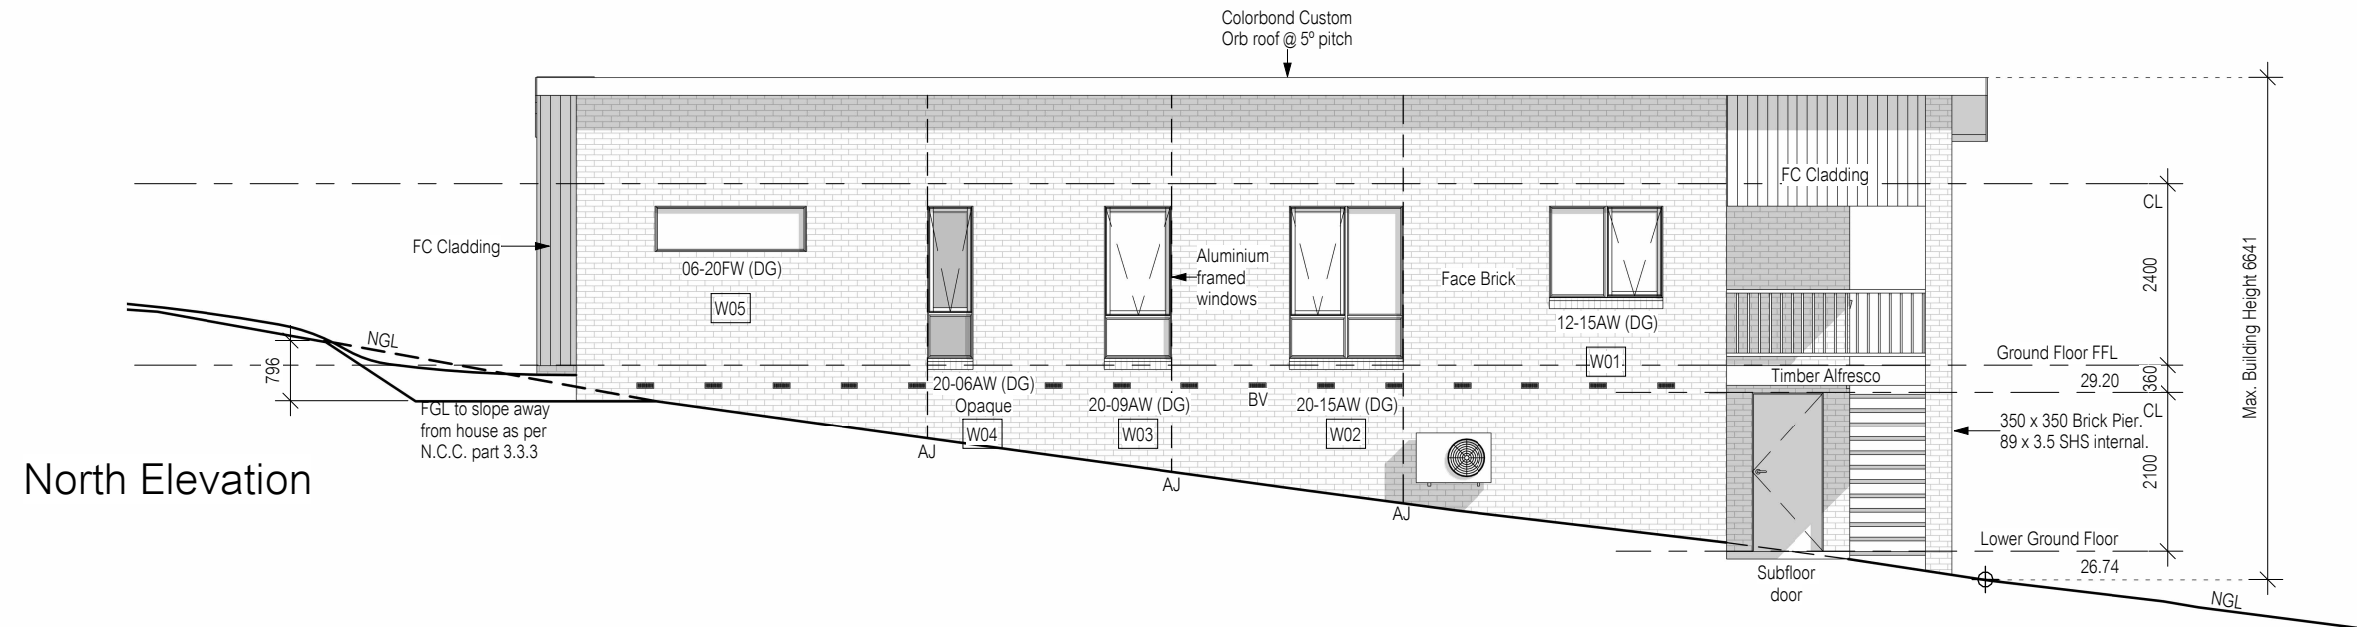 Colorbond Custom
Orb roof @ 5º pitch
FC Cladding
CL
FC Cladding
06-20FW (DG)
W05
Aluminium
framed
windows
Face Brick
2400
Max. Building Height 6641
12-15AW (DG)
W01
NGL
796
Ground Floor FFL
29.20
360
Timber Alfresco
20-06AW (DG)
Opaque
W04
20-09AW (DG)
W03
BV
20-15AW (DG)
W02
CL
FGL to slope away
from house as per
N.C.C. part 3.3.3
350 x 350 Brick Pier.
89 x 3.5 SHS internal.
2100
AJ
AJ
AJ
North Elevation
Lower Ground Floor
26.74
Subfloor
door
NGL